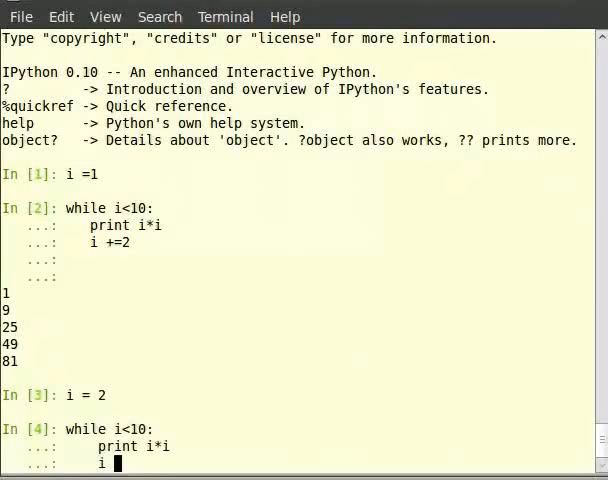 File Edit View Search Terminal Help
Type "copyright", "credits" or "license" for more information.
IPython 0.10 -- An enhanced Interactive Python.
? -> Introduction and overview of IPython's features.
%quickref -> Quick reference.
help -> Python's own help system.
object? -> Details about 'object'. ?object also works, ?? prints more.
In [1]: i =1
In [2]: while i<10:
...: print i*i
...: i +=2
...:
...:
1
9
25
49
81
In [3]: i = 2
In [4]: while i<10:
...: print i*i
...: i